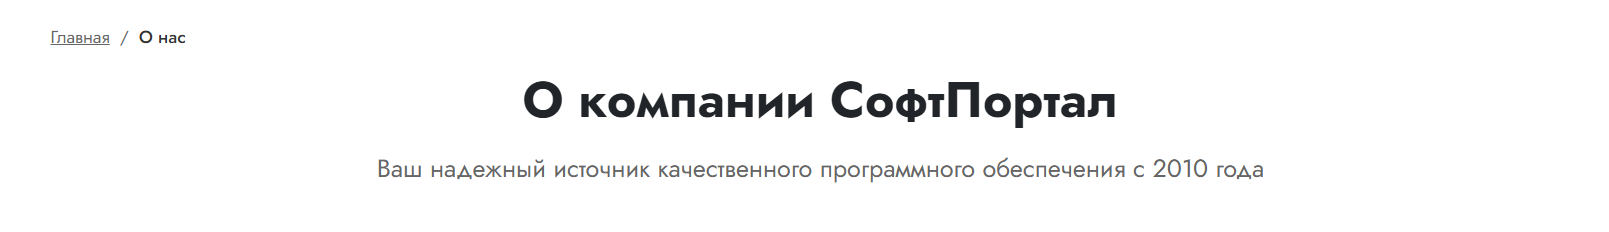 Главная / О нас
О компании СофтПортал
Ваш надежный источник качественного программного обеспечения с 2010 года